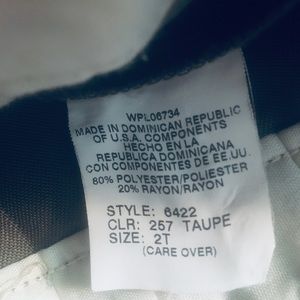 WPL06734
MADE IN DOMINICAN REPUBLIC
OF U.S.A. COMPONENTS
HECHO EN LA
REPUBLICA DOMINICANA
CON COMPONENTES DE EE.UU.
80% POLYESTER/POLIESTER
20% RAYON/RAYON
STYLE: 6422
CLR: 257 TAUPE
SIZE: 2T
(CARE OVER)